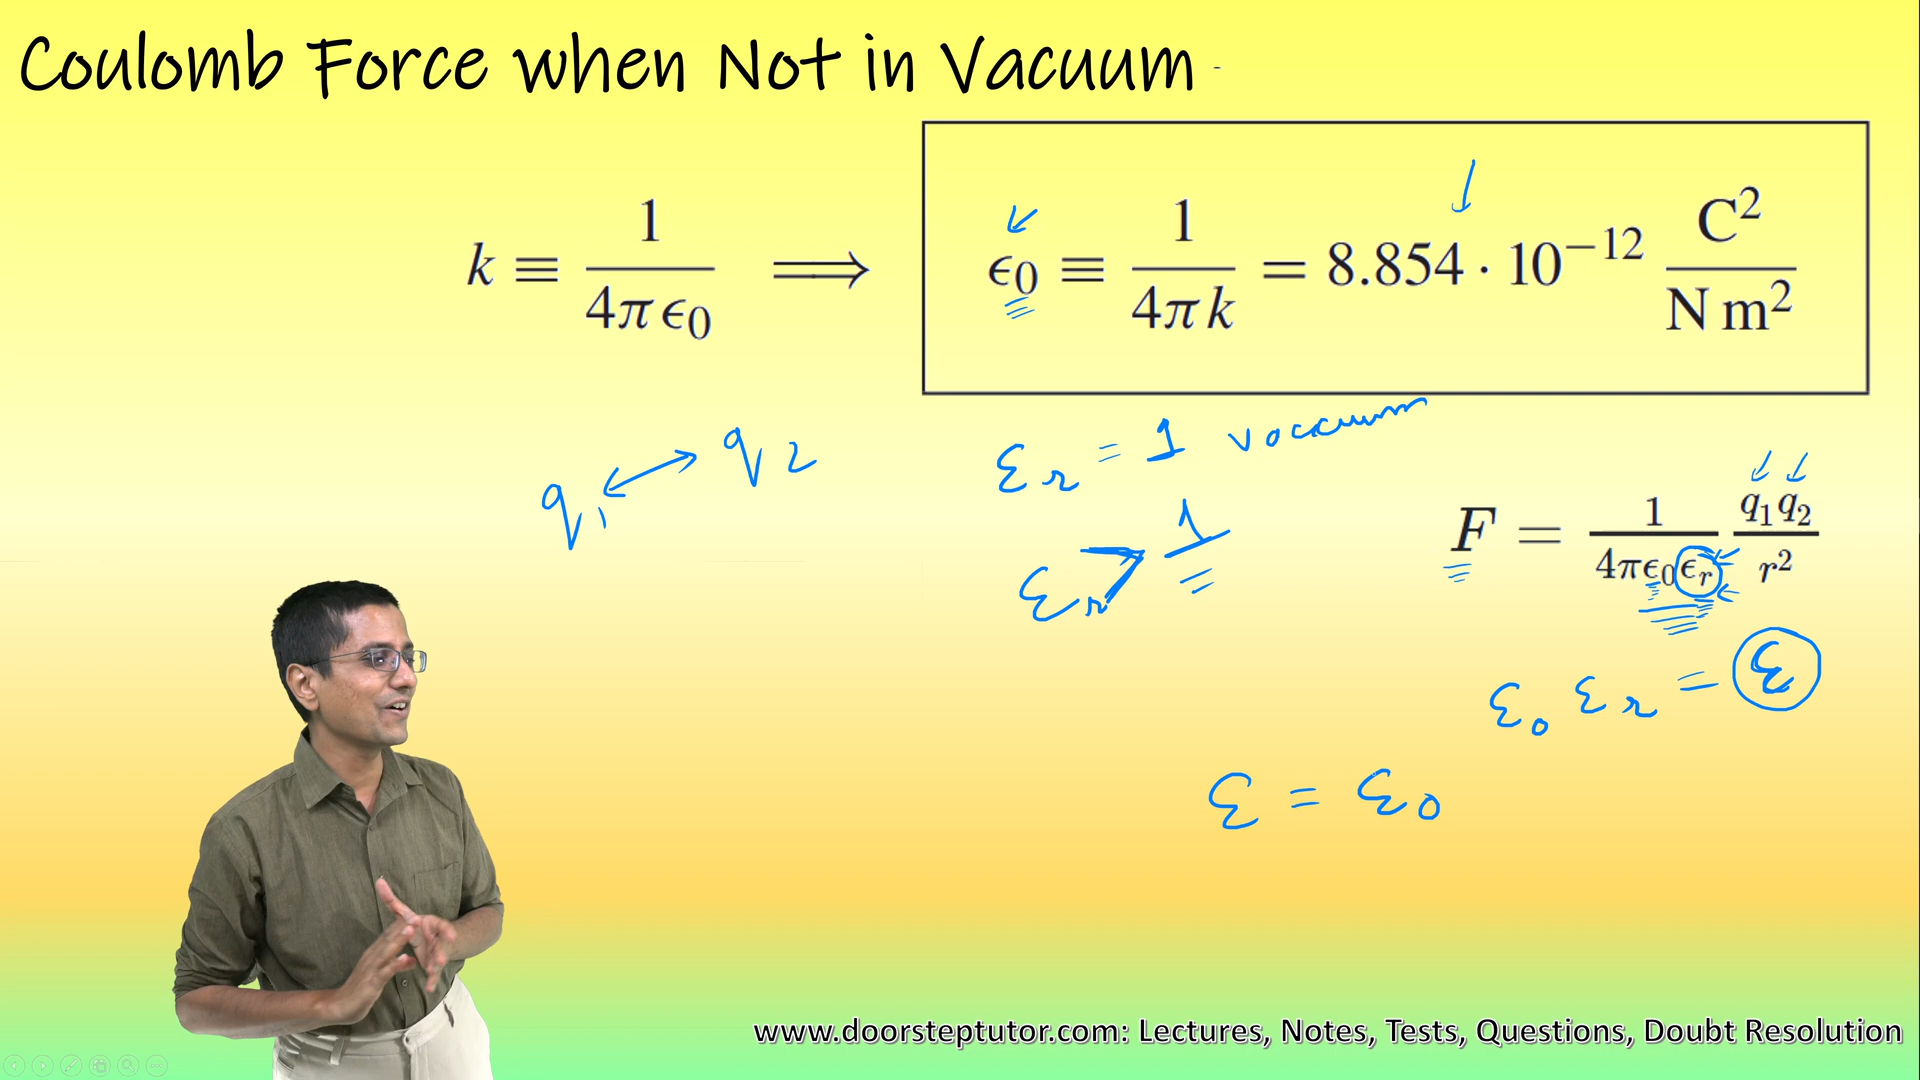 Coulomb Force when Not in Vacuum
k ≡ 1/(4πϵ₀) ⟹ ϵ₀ ≡ 1/(4πk) = 8.854 · 10⁻¹² C²/(N m²)
q₁ ↔ q₂
εr = 1 vaccuum
εr > 1
F = 1/(4πϵ₀ϵr) q₁q₂/r²
ε₀ εr = ε
ε = ε₀
www.doorsteptutor.com: Lectures, Notes, Tests, Questions, Doubt Resolution